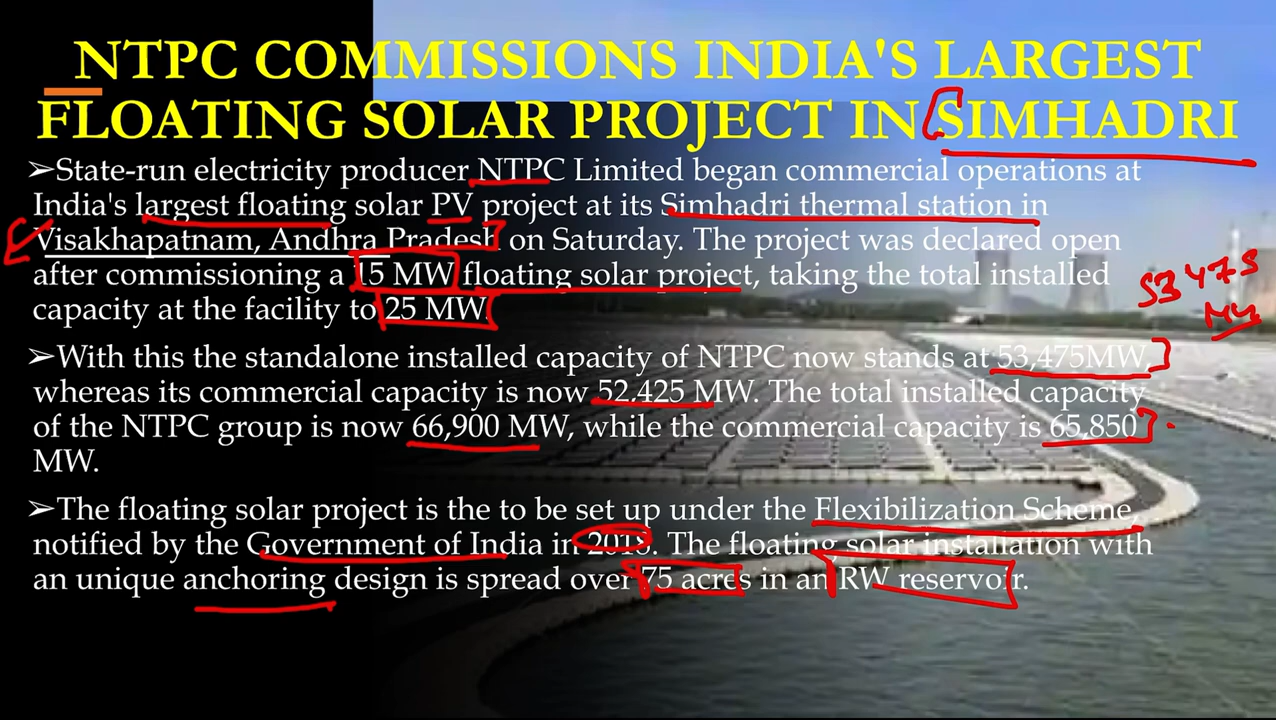 NTPC COMMISSIONS INDIA'S LARGEST
FLOATING SOLAR PROJECT IN SIMHADRI
➢State-run electricity producer NTPC Limited began commercial operations at
India's largest floating solar PV project at its Simhadri thermal station in
Visakhapatnam, Andhra Pradesh on Saturday. The project was declared open
after commissioning a 15 MW floating solar project, taking the total installed
capacity at the facility to 25 MW.
➢With this the standalone installed capacity of NTPC now stands at 53,475MW,
whereas its commercial capacity is now 52,425 MW. The total installed capacity
of the NTPC group is now 66,900 MW, while the commercial capacity is 65,850
MW.
➢The floating solar project is the to be set up under the Flexibilization Scheme,
notified by the Government of India in 2018. The floating solar installation with
an unique anchoring design is spread over 75 acres in an RW reservoir.
53475
MW